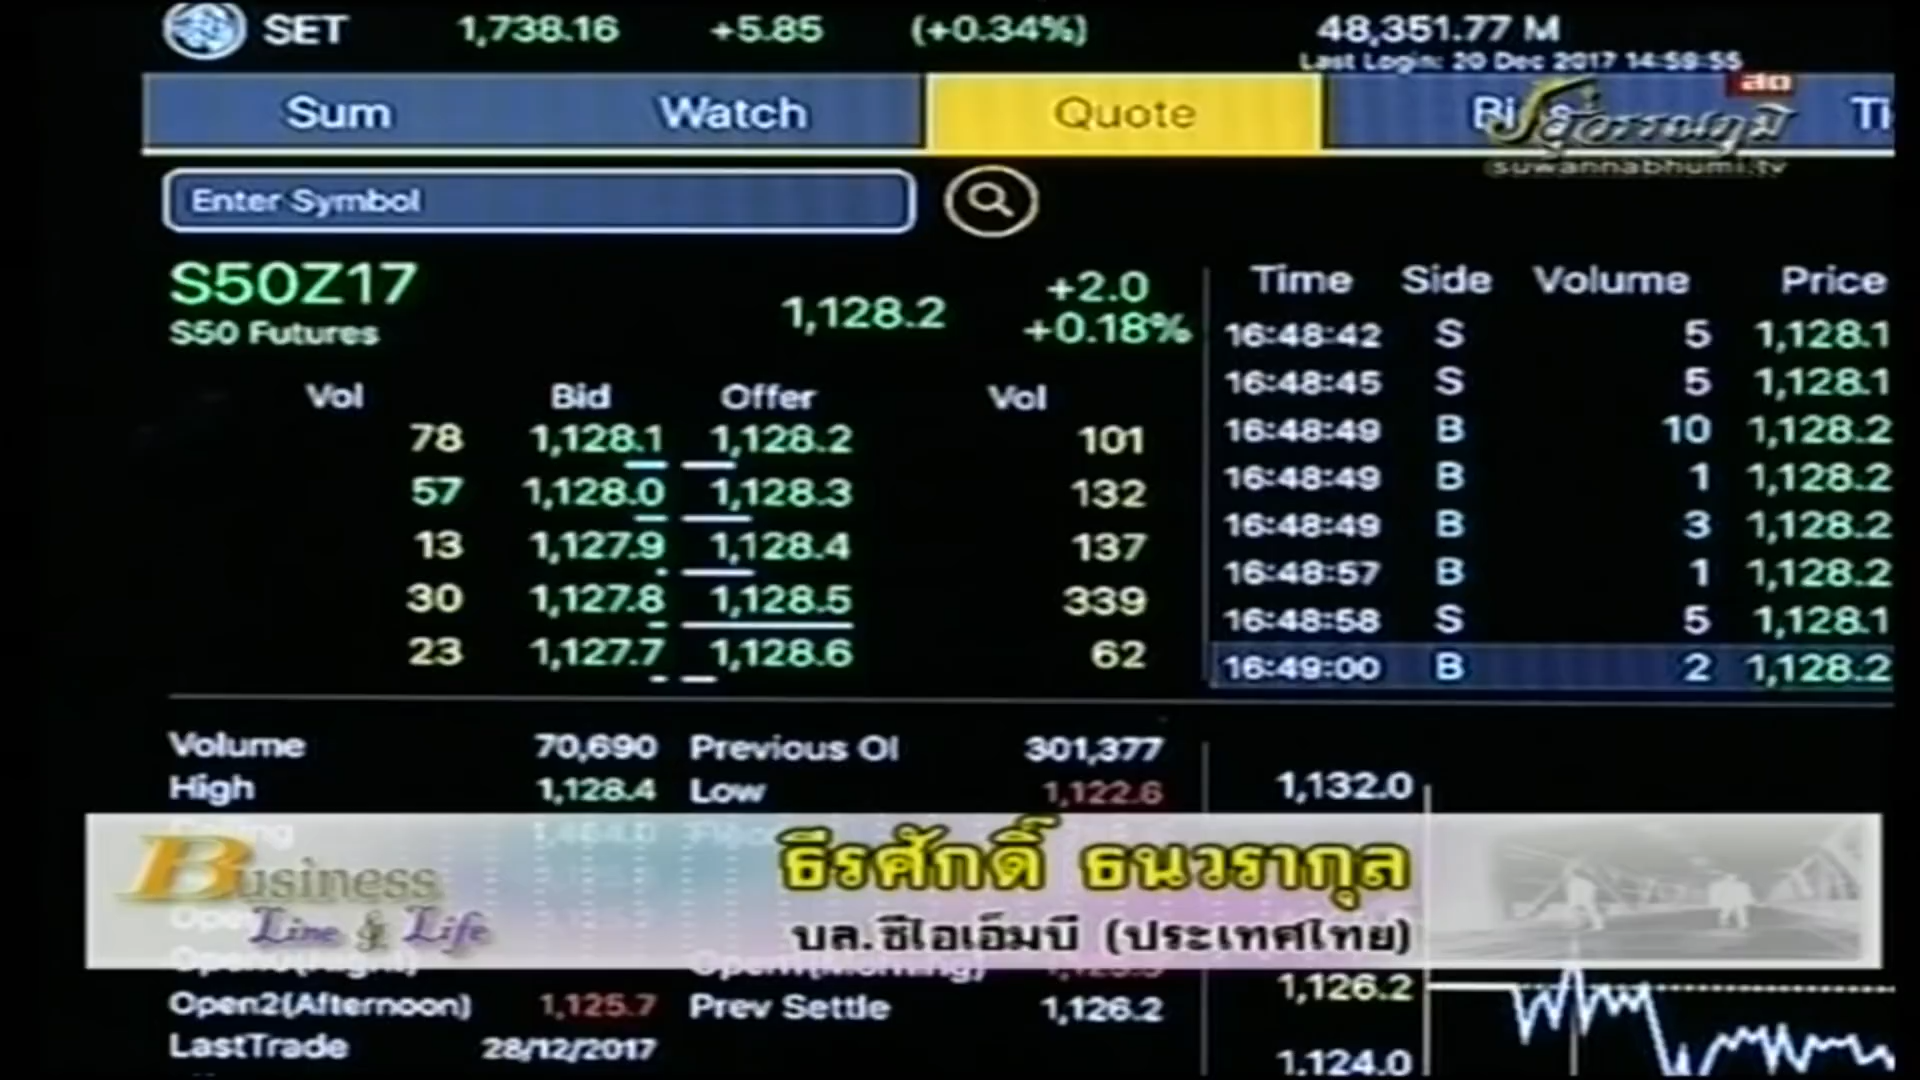 SET 1,738.16 +5.85 (+0.34%) 48,351.77 M
Last Login: 20 Dec 2017 14:59:55
สด
Sum Watch Quote
สุวรรณภูมิ
suwannabhumi.tv
Enter Symbol
S50Z17 1,128.2 +2.0
S50 Futures +0.18%
Vol Bid Offer Vol
78 1,128.1 1,128.2 101
57 1,128.0 1,128.3 132
13 1,127.9 1,128.4 137
30 1,127.8 1,128.5 339
23 1,127.7 1,128.6 62
Time Side Volume Price
16:48:42 S 5 1,128.1
16:48:45 S 5 1,128.1
16:48:49 B 10 1,128.2
16:48:49 B 1 1,128.2
16:48:49 B 3 1,128.2
16:48:57 B 1 1,128.2
16:48:58 S 5 1,128.1
16:49:00 B 2 1,128.2
Volume 70,690 Previous OI 301,377
High 1,128.4 Low 1,122.6
1,132.0
Business
Line & Life
ธีรศักดิ์ ธนวรากุล
บล.ซีไอเอ็มบี (ประเทศไทย)
Open2(Afternoon) 1,125.7 Prev Settle 1,126.2
LastTrade 28/12/2017
1,126.2
1,124.0